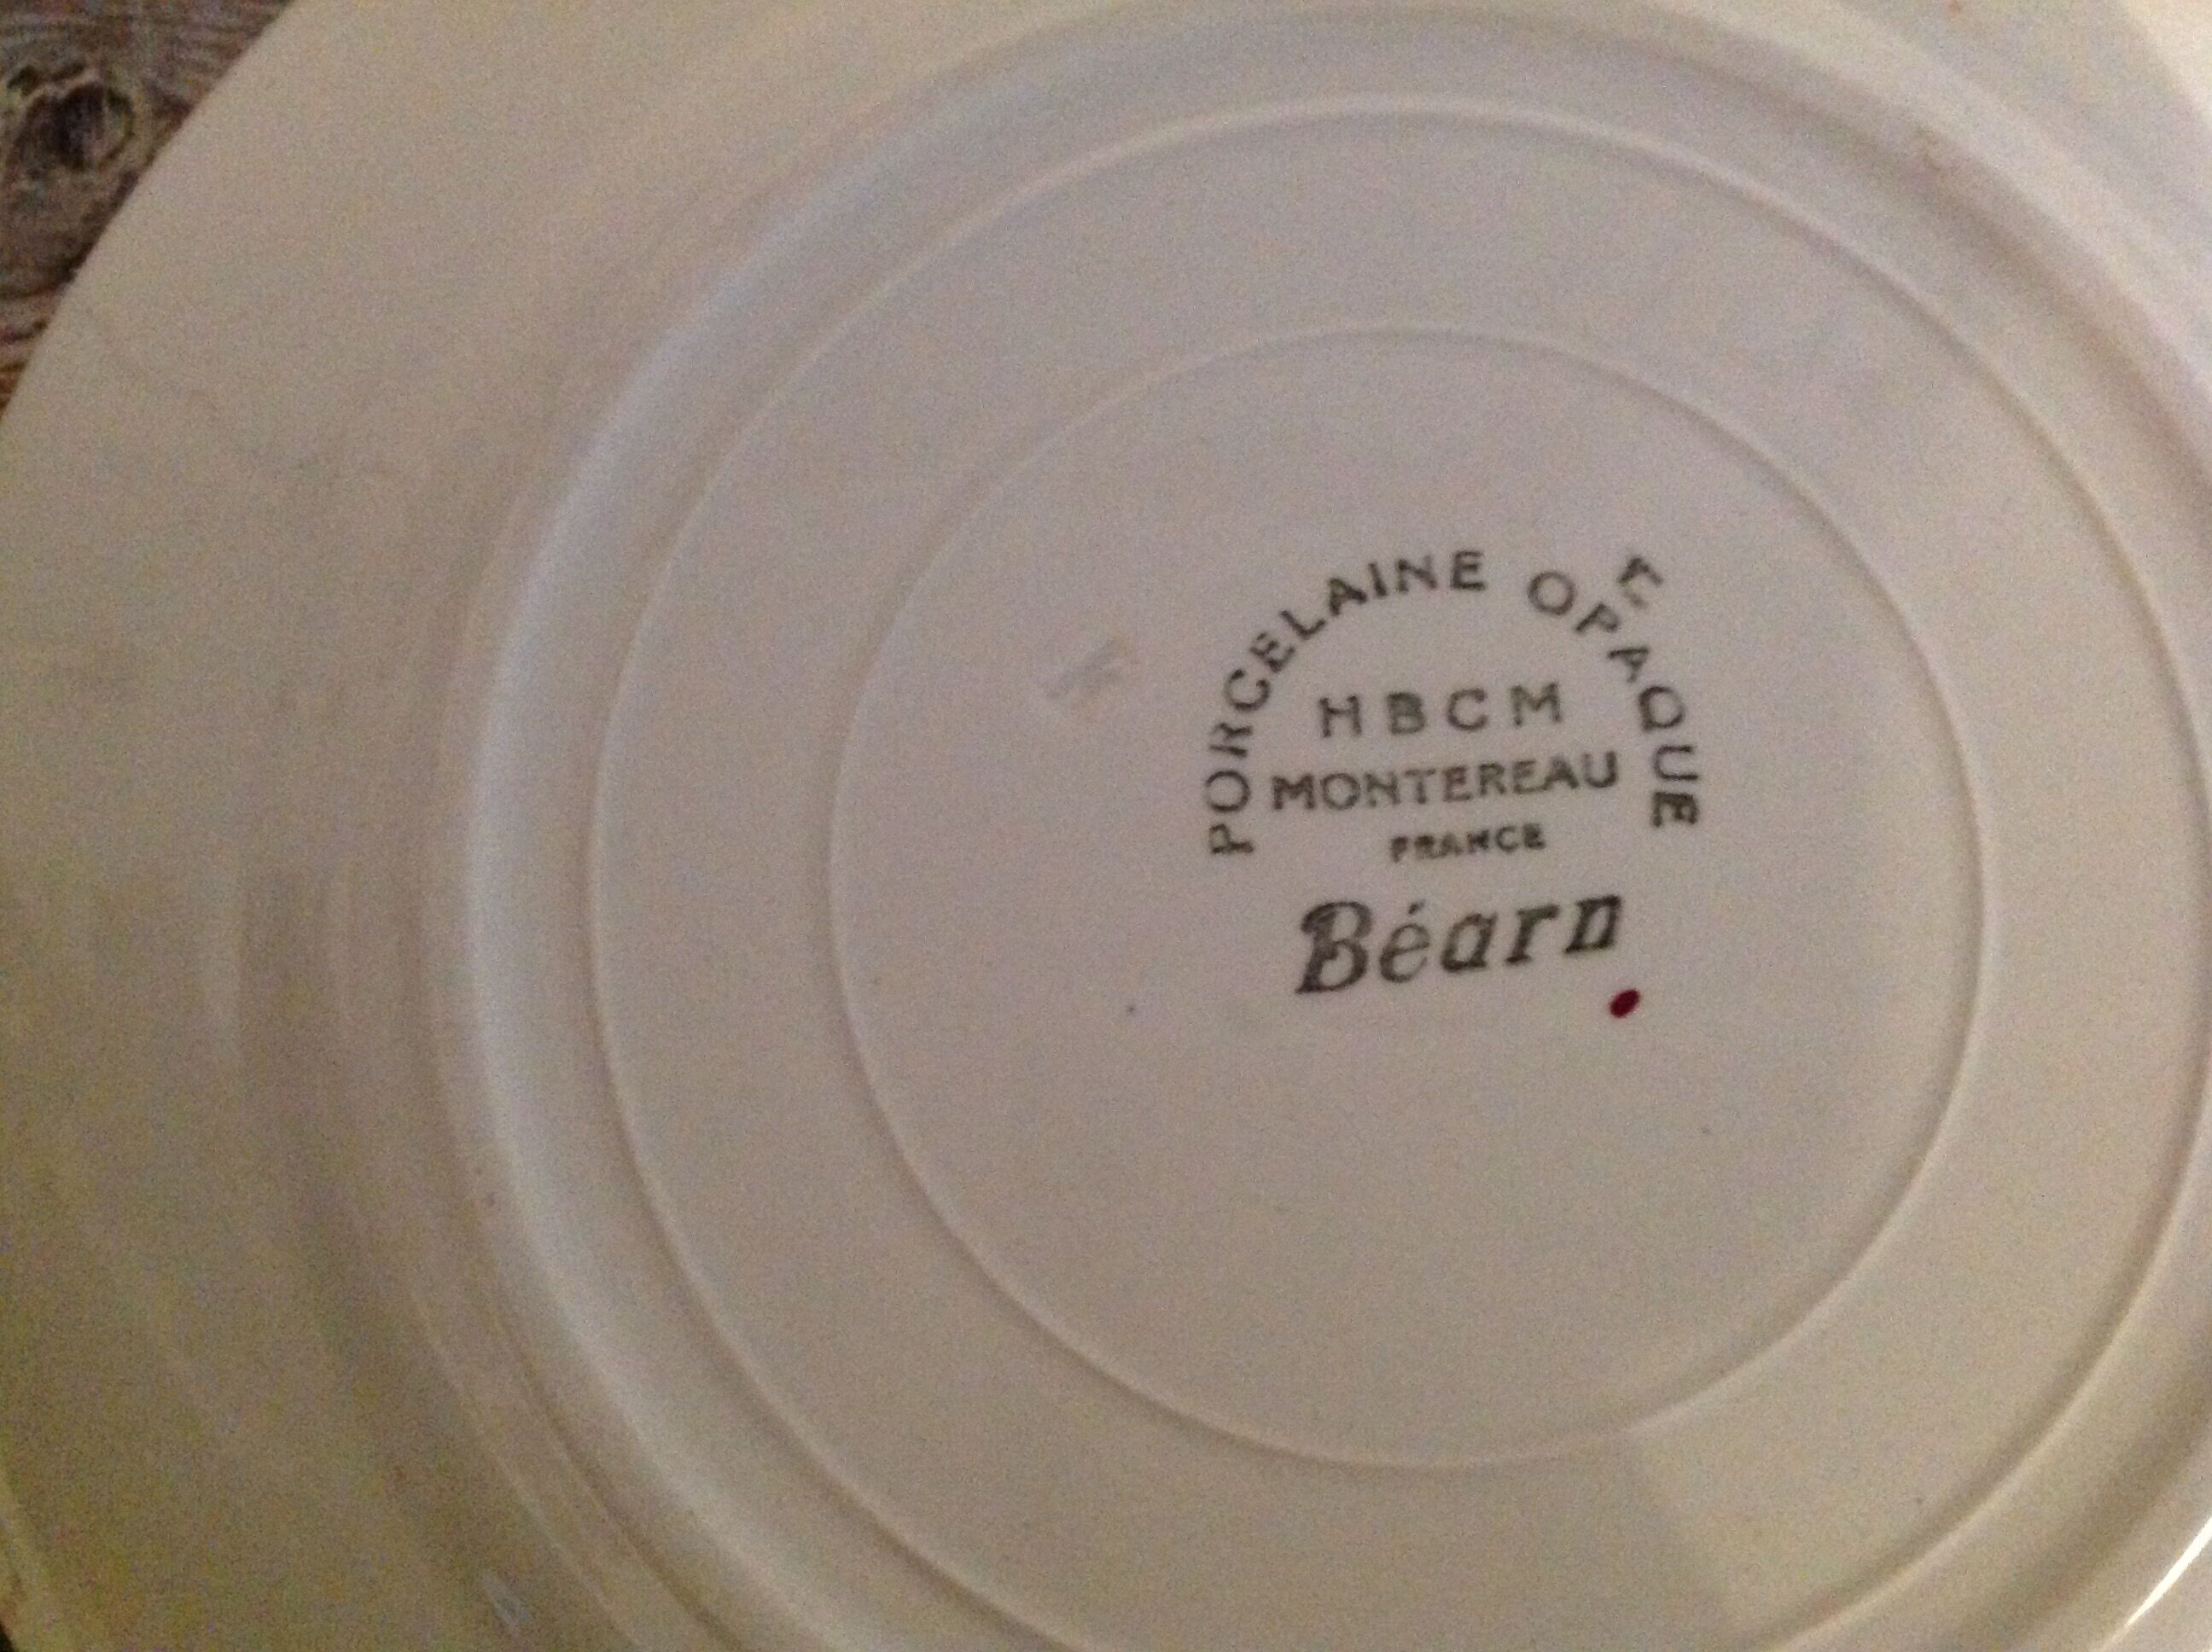 PORCELAINE OPAQUE
HBCM
MONTEREAU
FRANCE
Béarn